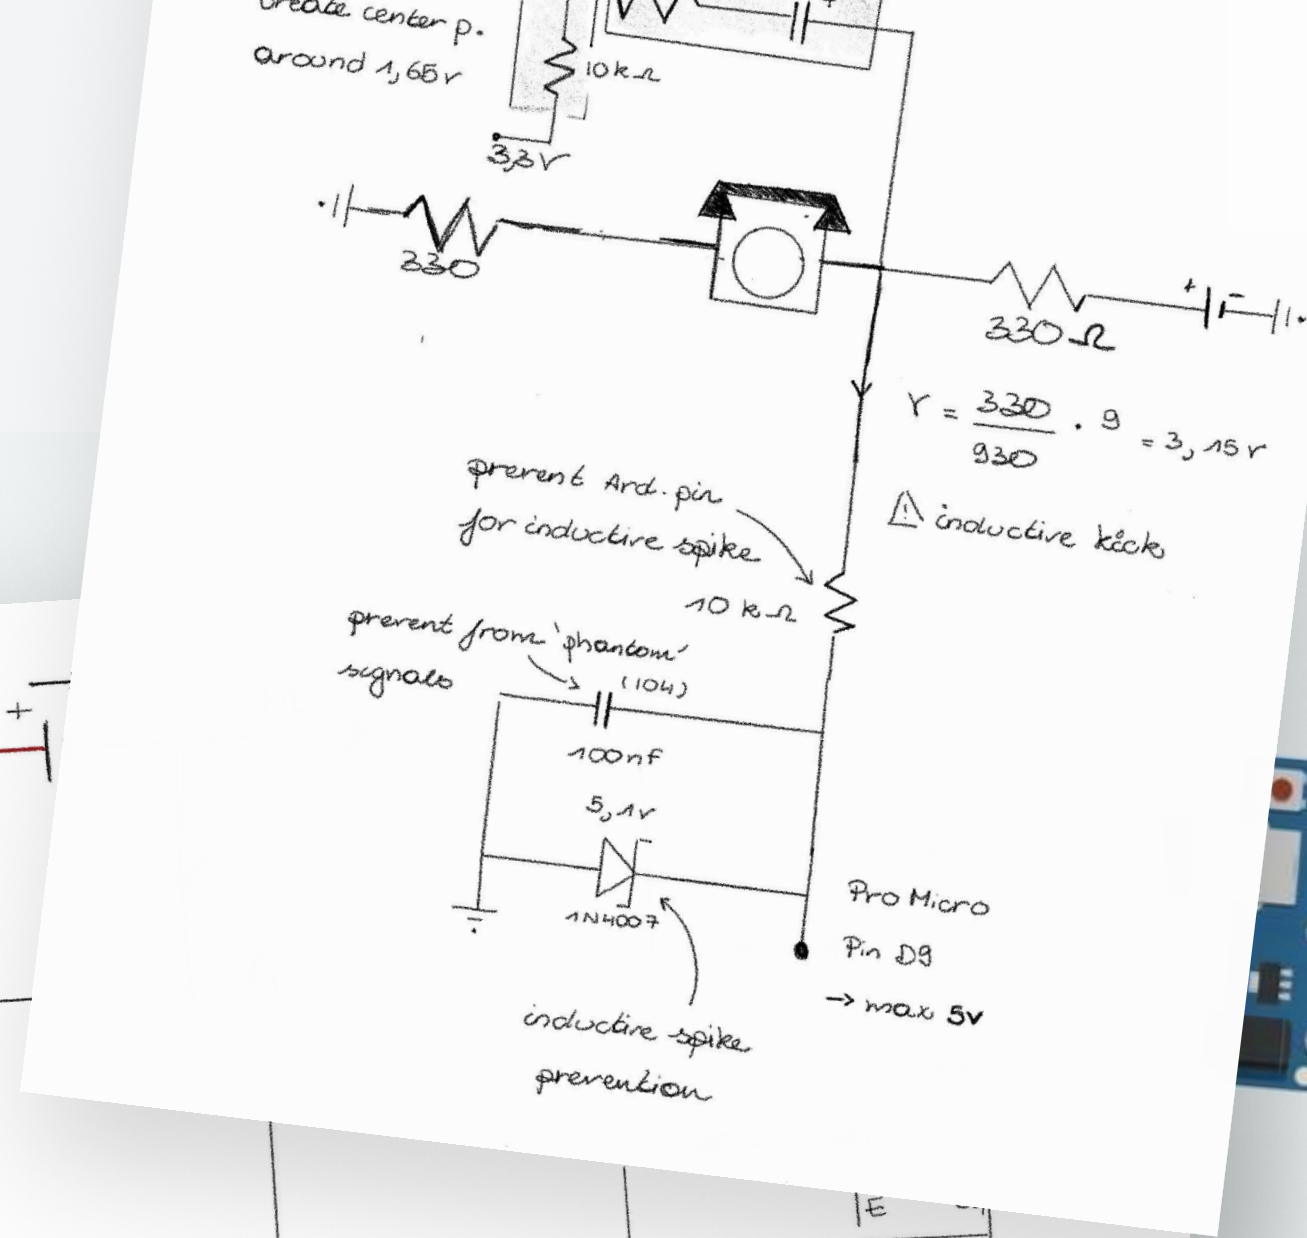 create center p.
around 1,65v
10kΩ
3,3V
330
330Ω
V = 330/930 · 9 = 3,15v
⚠ inductive kick
prevent Ard. pin
for inductive spike
10 kΩ
prevent from 'phantom'
signals
(104)
100nf
5,1v
1N4007
Pro Micro
Pin D9
→ max 5v
inductive spike
prevention
E